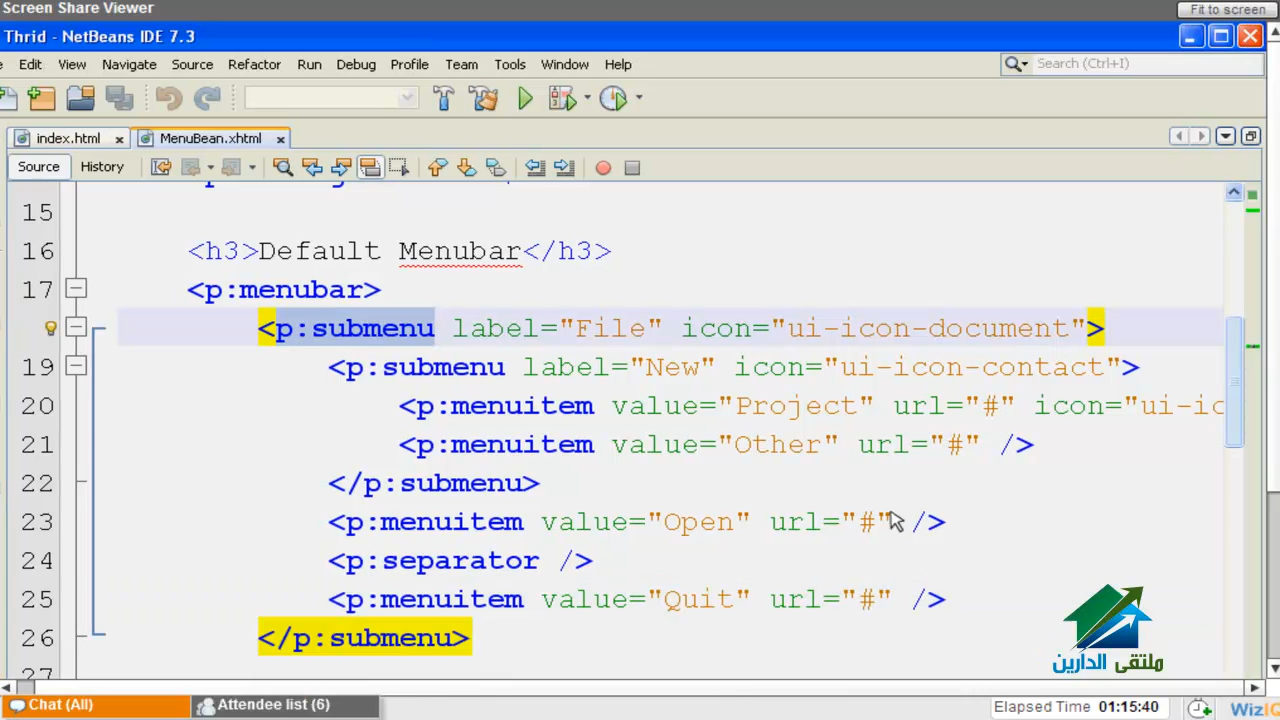 Screen Share Viewer
Fit to screen
Thrid - NetBeans IDE 7.3
Edit View Navigate Source Refactor Run Debug Profile Team Tools Window Help
Search (Ctrl+I)
index.html MenuBean.xhtml
Source History
15
16 <h3>Default Menubar</h3>
17 <p:menubar>
<p:submenu label="File" icon="ui-icon-document">
19 <p:submenu label="New" icon="ui-icon-contact">
20 <p:menuitem value="Project" url="#" icon="ui-ic
21 <p:menuitem value="Other" url="#" />
22 </p:submenu>
23 <p:menuitem value="Open" url="#" />
24 <p:separator />
25 <p:menuitem value="Quit" url="#" />
26 </p:submenu>
27
ملتقى الدارين
Chat (All) Attendee list (6) Elapsed Time 01:15:40 WizIQ